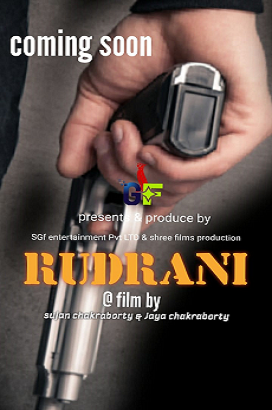 coming soon
GF
presents & produce by
SGf entertainment Pvt LTD & shree films production
RUDRANI
@ film by
sujan chakraborty & Jaya chakraborty